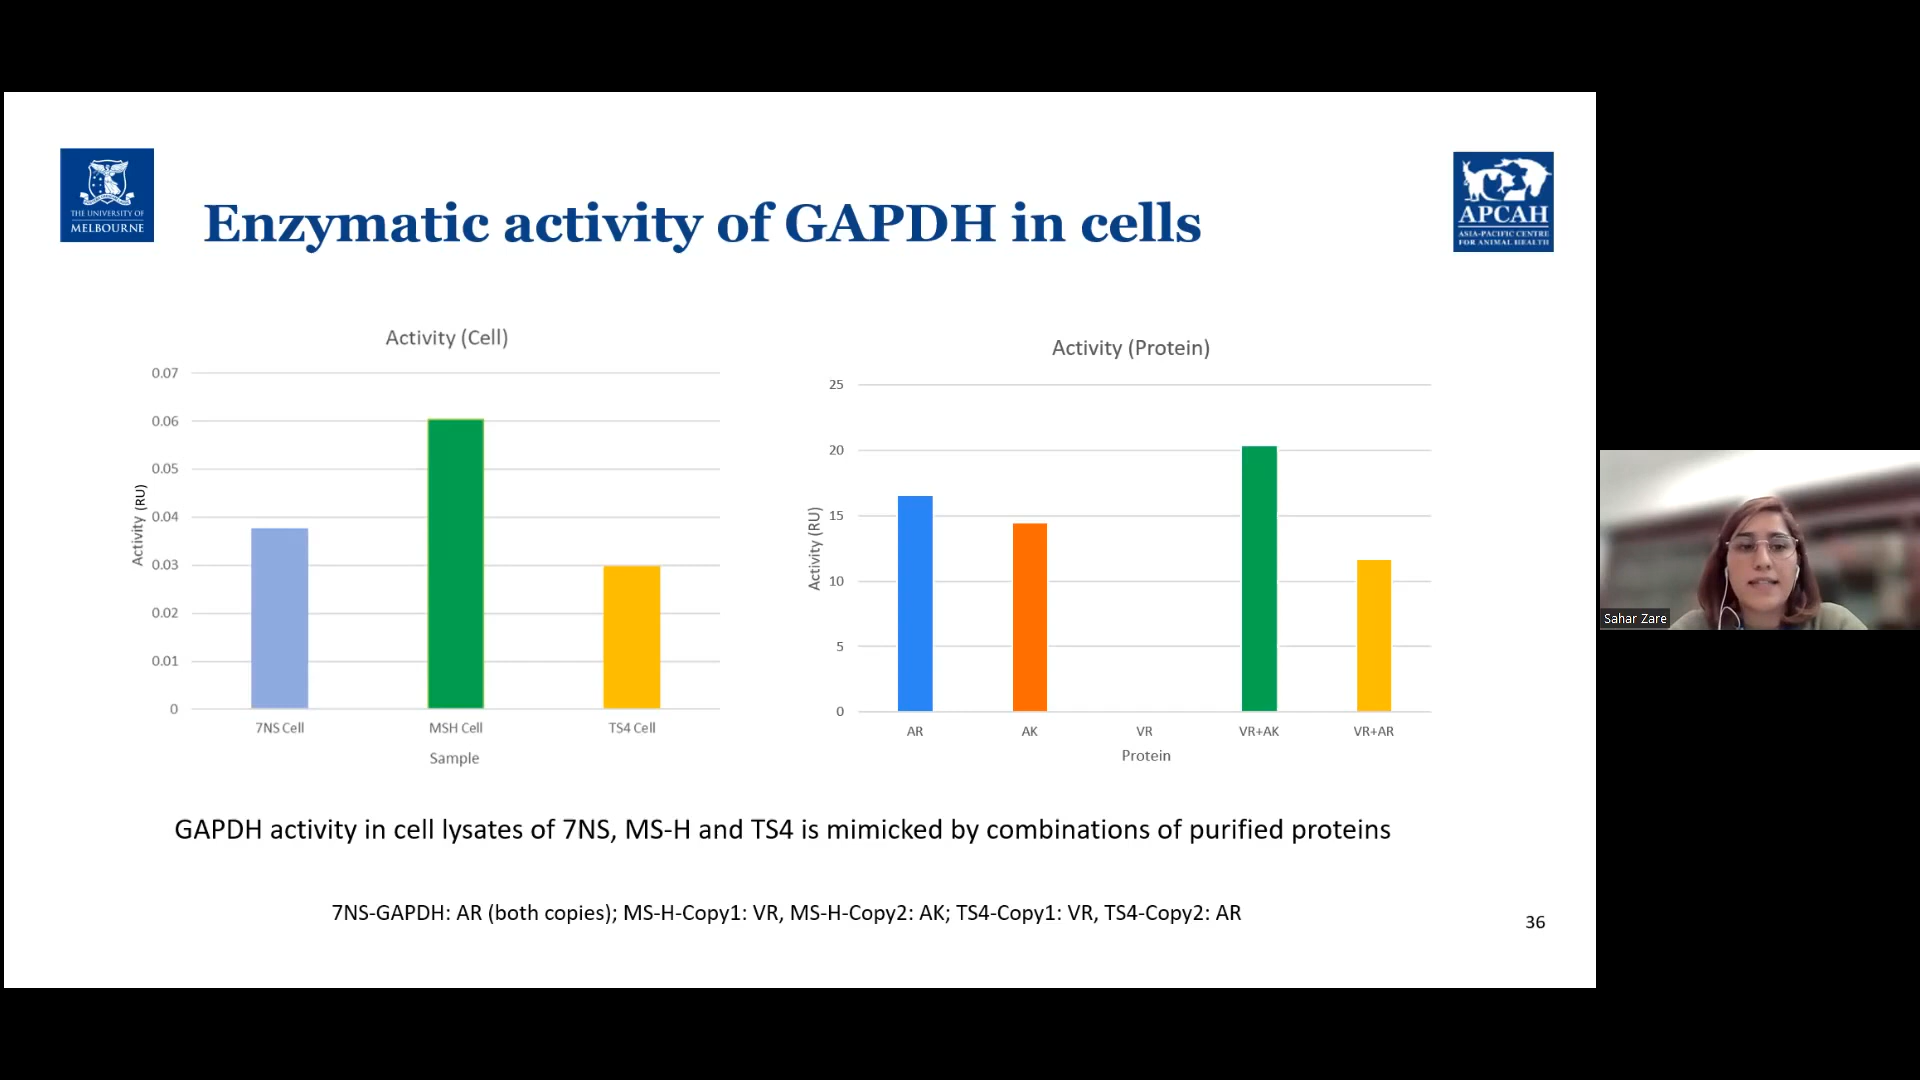 THE UNIVERSITY OF
MELBOURNE
Enzymatic activity of GAPDH in cells
APCAH
ASIA-PACIFIC CENTRE
FOR ANIMAL HEALTH
Activity (Cell)
0.07
0.06
0.05
0.04
0.03
0.02
0.01
0
Activity (RU)
7NS Cell
MSH Cell
TS4 Cell
Sample
Activity (Protein)
25
20
15
10
5
0
Activity (RU)
AR
AK
VR
VR+AK
VR+AR
Protein
GAPDH activity in cell lysates of 7NS, MS-H and TS4 is mimicked by combinations of purified proteins
7NS-GAPDH: AR (both copies); MS-H-Copy1: VR, MS-H-Copy2: AK; TS4-Copy1: VR, TS4-Copy2: AR
36
Sahar Zare